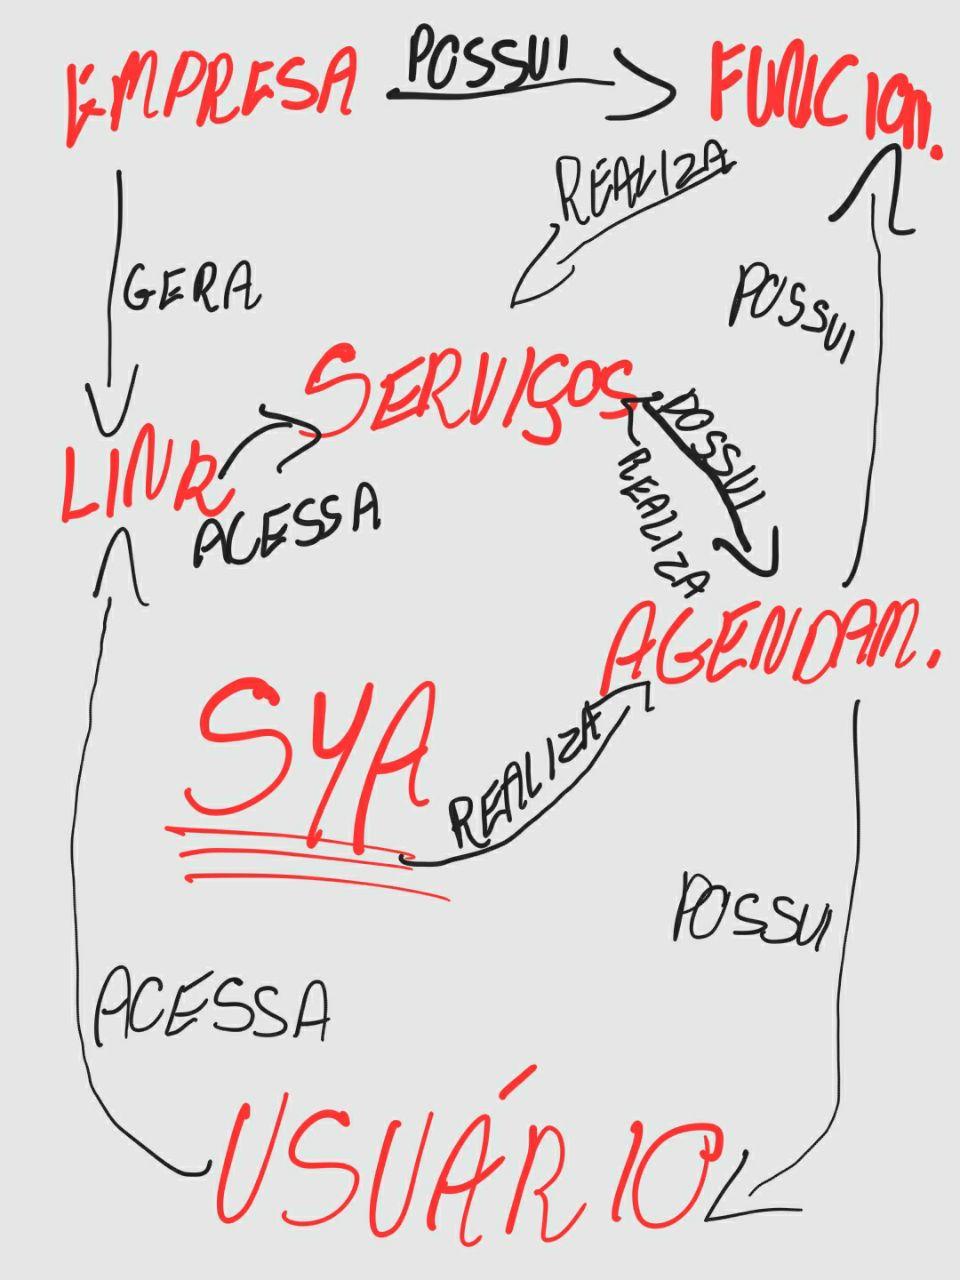 EMPRESA POSSUI FUNCION.
REALIZA
GERA
POSSUI
SERVIÇOS
POSSUI
LINK
ACESSA
REALIZA
AGENDAM.
SYA
REALIZA
POSSUI
ACESSA
USUÁRIO